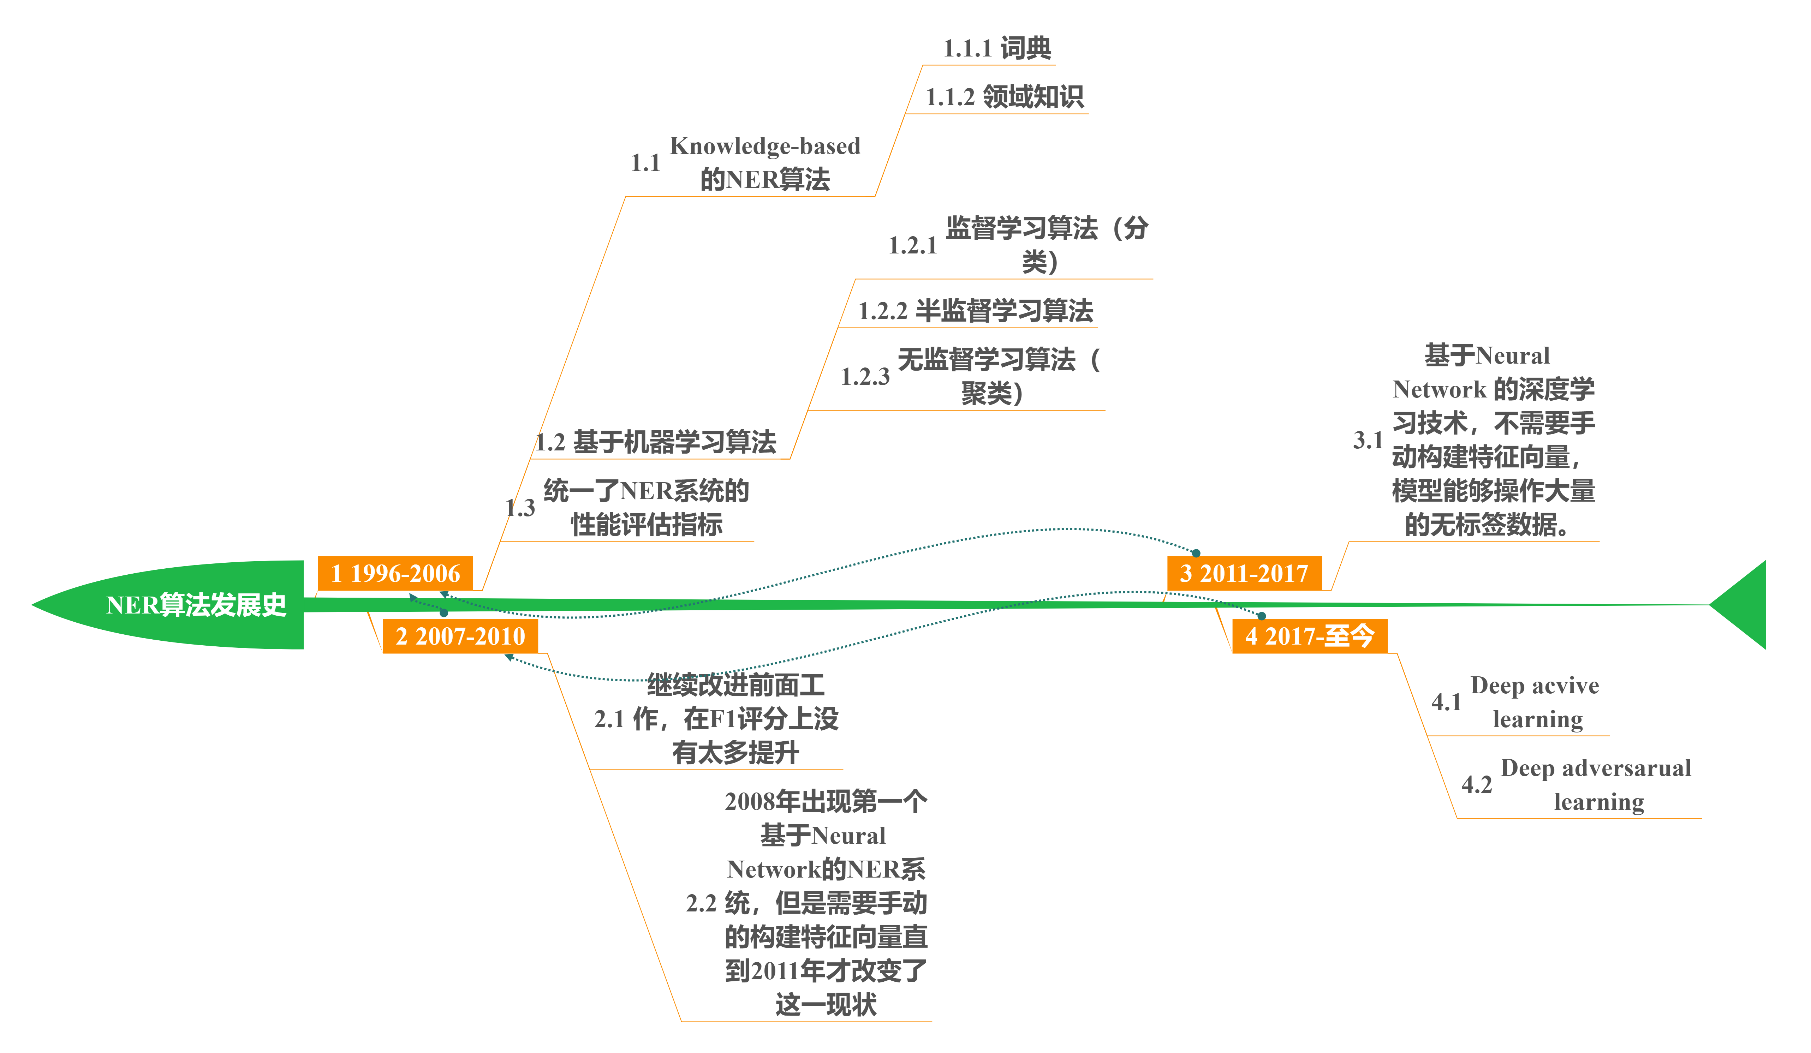 NER算法发展史
1 1996-2006
1.1 Knowledge-based
的NER算法
1.1.1 词典
1.1.2 领域知识
1.2 基于机器学习算法
1.2.1 监督学习算法（分
类）
1.2.2 半监督学习算法
1.2.3 无监督学习算法（
聚类）
1.3 统一了NER系统的
性能评估指标
2 2007-2010
继续改进前面工
2.1 作，在F1评分上没
有太多提升
2008年出现第一个
基于Neural
Network的NER系
2.2 统，但是需要手动
的构建特征向量直
到2011年才改变了
这一现状
3 2011-2017
基于Neural
Network 的深度学
习技术，不需要手
3.1 动构建特征向量，
模型能够操作大量
的无标签数据。
4 2017-至今
4.1 Deep acvive
learning
4.2 Deep adversarual
learning